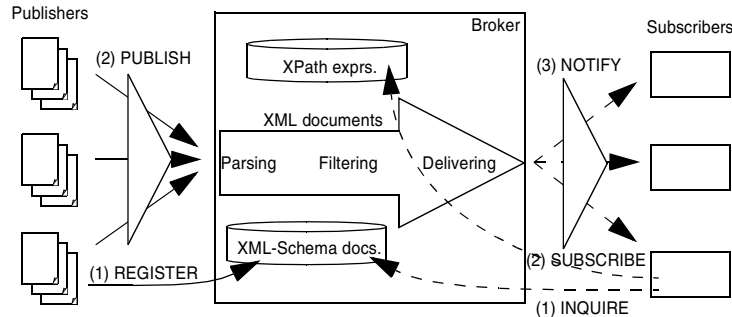 Publishers
Broker
Subscribers
(2) PUBLISH
XPath exprs.
(3) NOTIFY
XML documents
Parsing
Filtering
Delivering
XML-Schema docs.
(2) SUBSCRIBE
(1) REGISTER
(1) INQUIRE